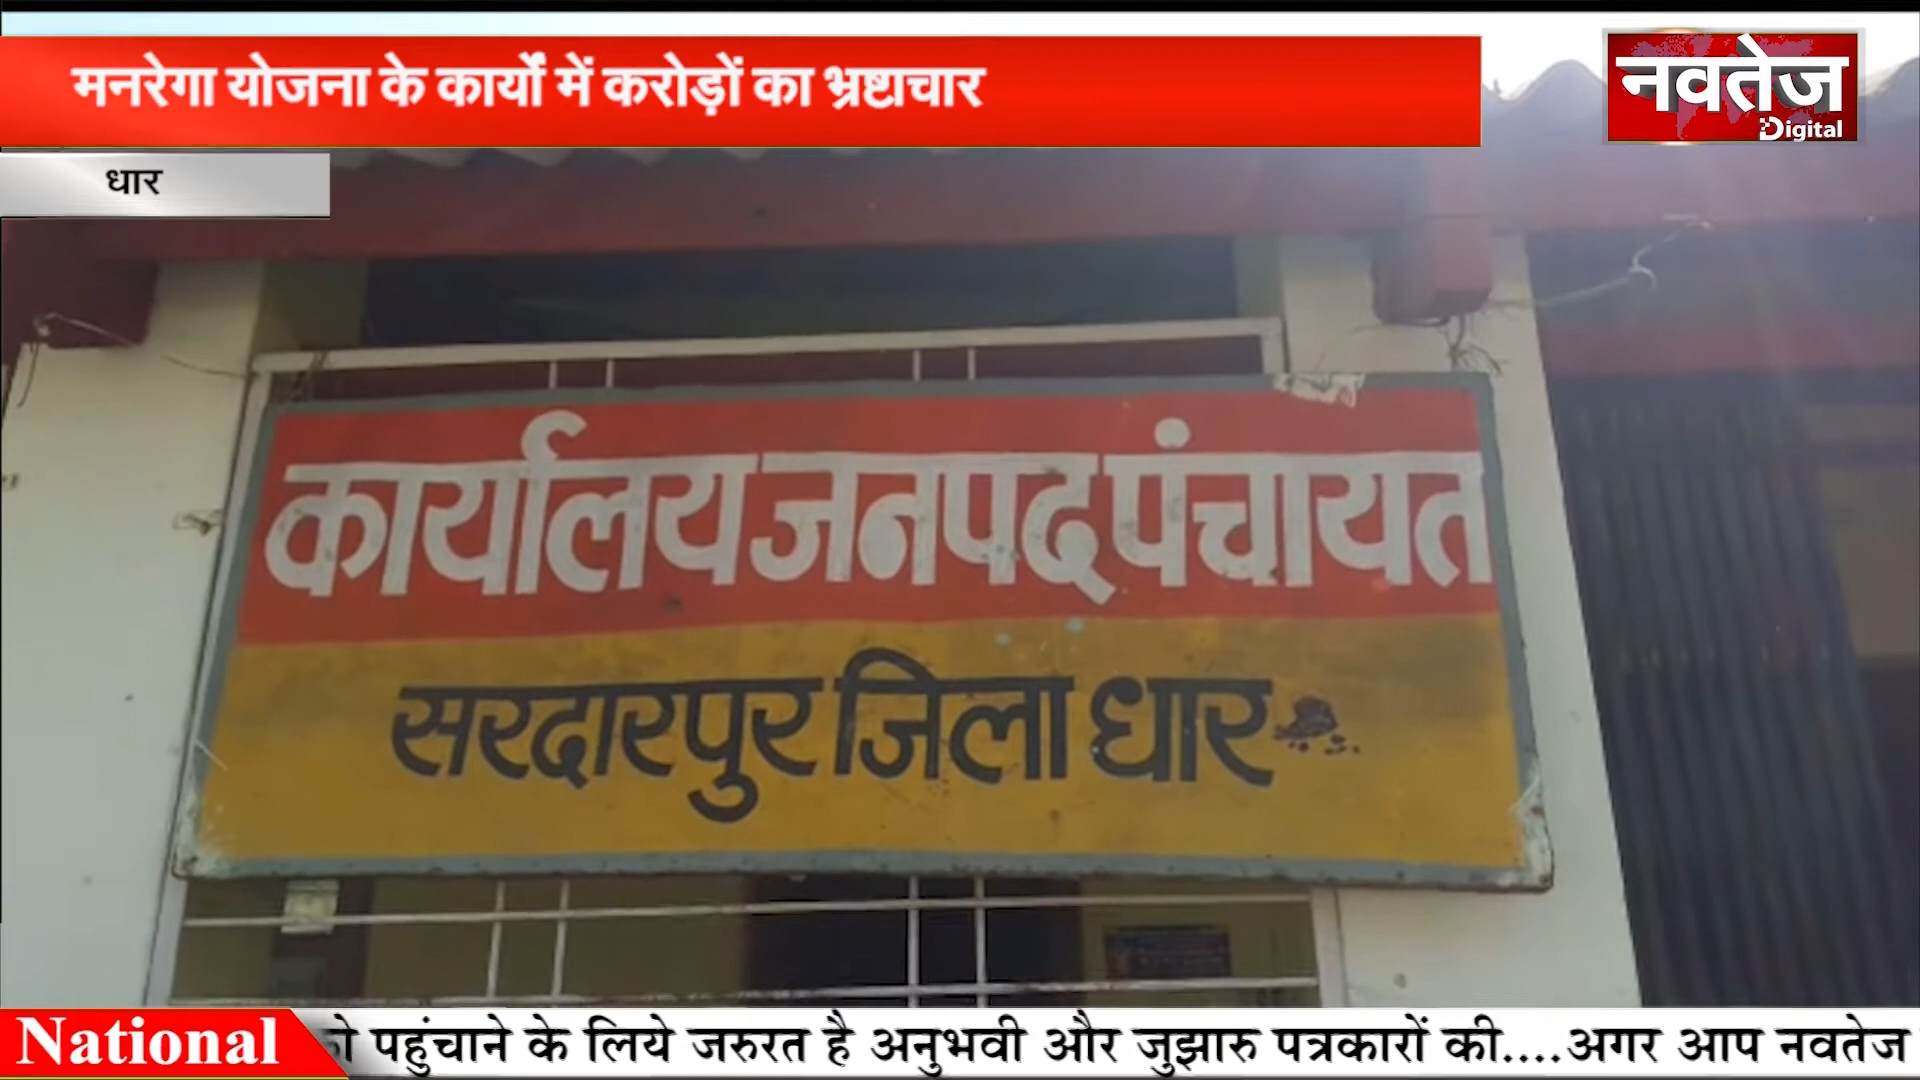 मनरेगा योजना के कार्यों में करोड़ों का भ्रष्टाचार
नवतेज
Digital
धार
कार्यालय जनपद पंचायत
सरदारपुर जिला धार
National
को पहुंचाने के लिये जरुरत है अनुभवी और जुझारु पत्रकारों की....अगर आप नवतेज